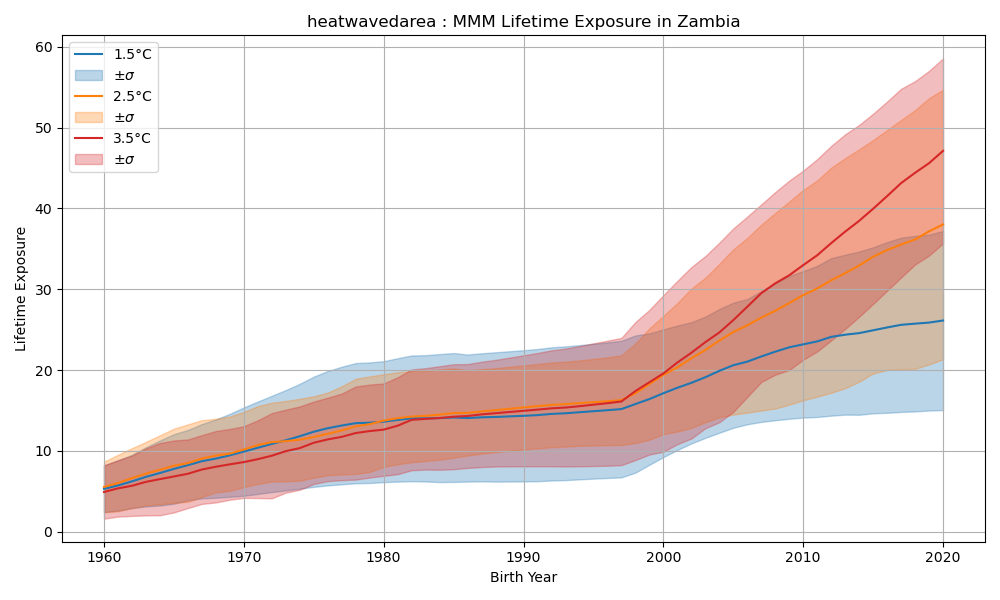 heatwavedarea : MMM Lifetime Exposure in Zambia
60
50
40
30
20
10
0
Lifetime Exposure
1.5°C
±σ
2.5°C
±σ
3.5°C
±σ
1960 1970 1980 1990 2000 2010 2020
Birth Year